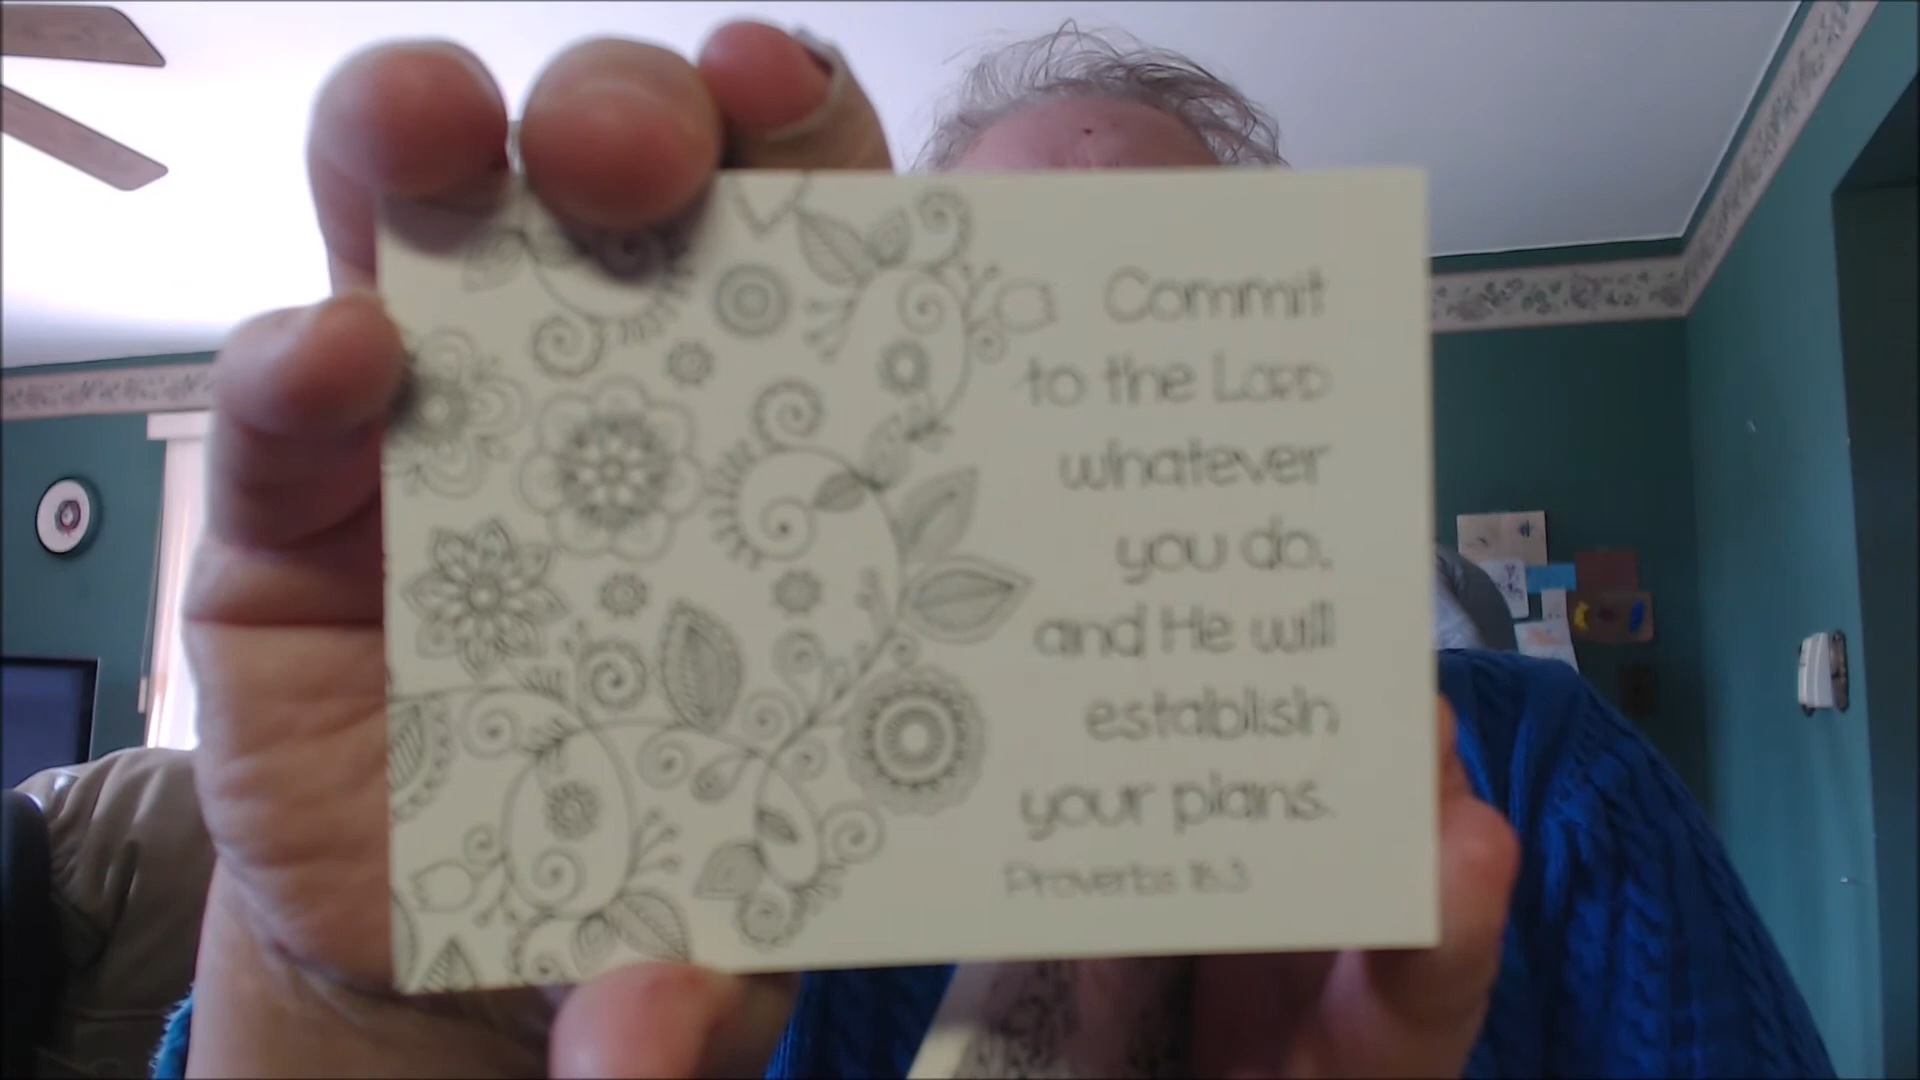 Commit
to the LORD
whatever
you do,
and He will
establish
your plans.
Proverbs 16:3